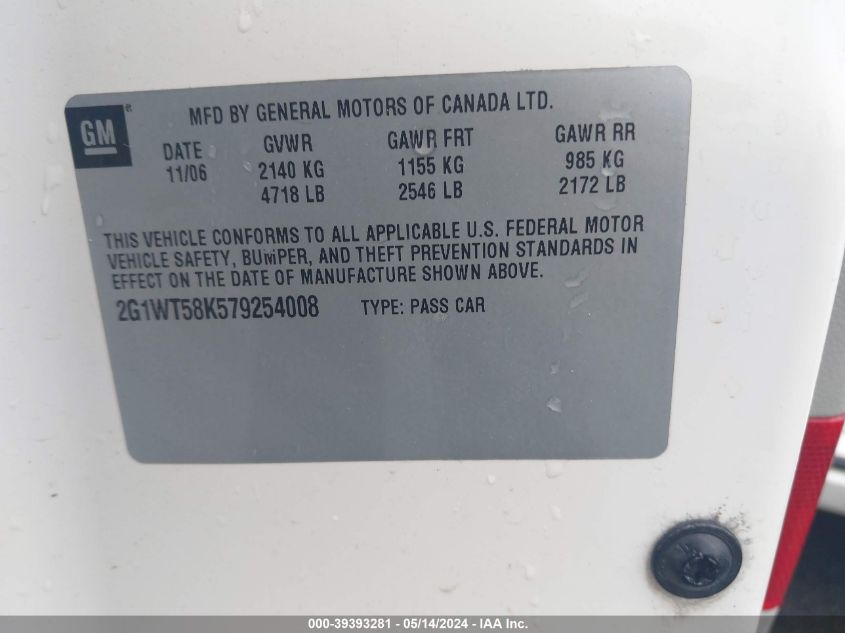 GM
MFD BY GENERAL MOTORS OF CANADA LTD.
DATE GVWR GAWR FRT GAWR RR
11/06 2140 KG 1155 KG 985 KG
4718 LB 2546 LB 2172 LB
THIS VEHICLE CONFORMS TO ALL APPLICABLE U.S. FEDERAL MOTOR
VEHICLE SAFETY, BUMPER, AND THEFT PREVENTION STANDARDS IN
EFFECT ON THE DATE OF MANUFACTURE SHOWN ABOVE.
2G1WT58K579254008 TYPE: PASS CAR
000-39393281 - 05/14/2024 - IAA Inc.